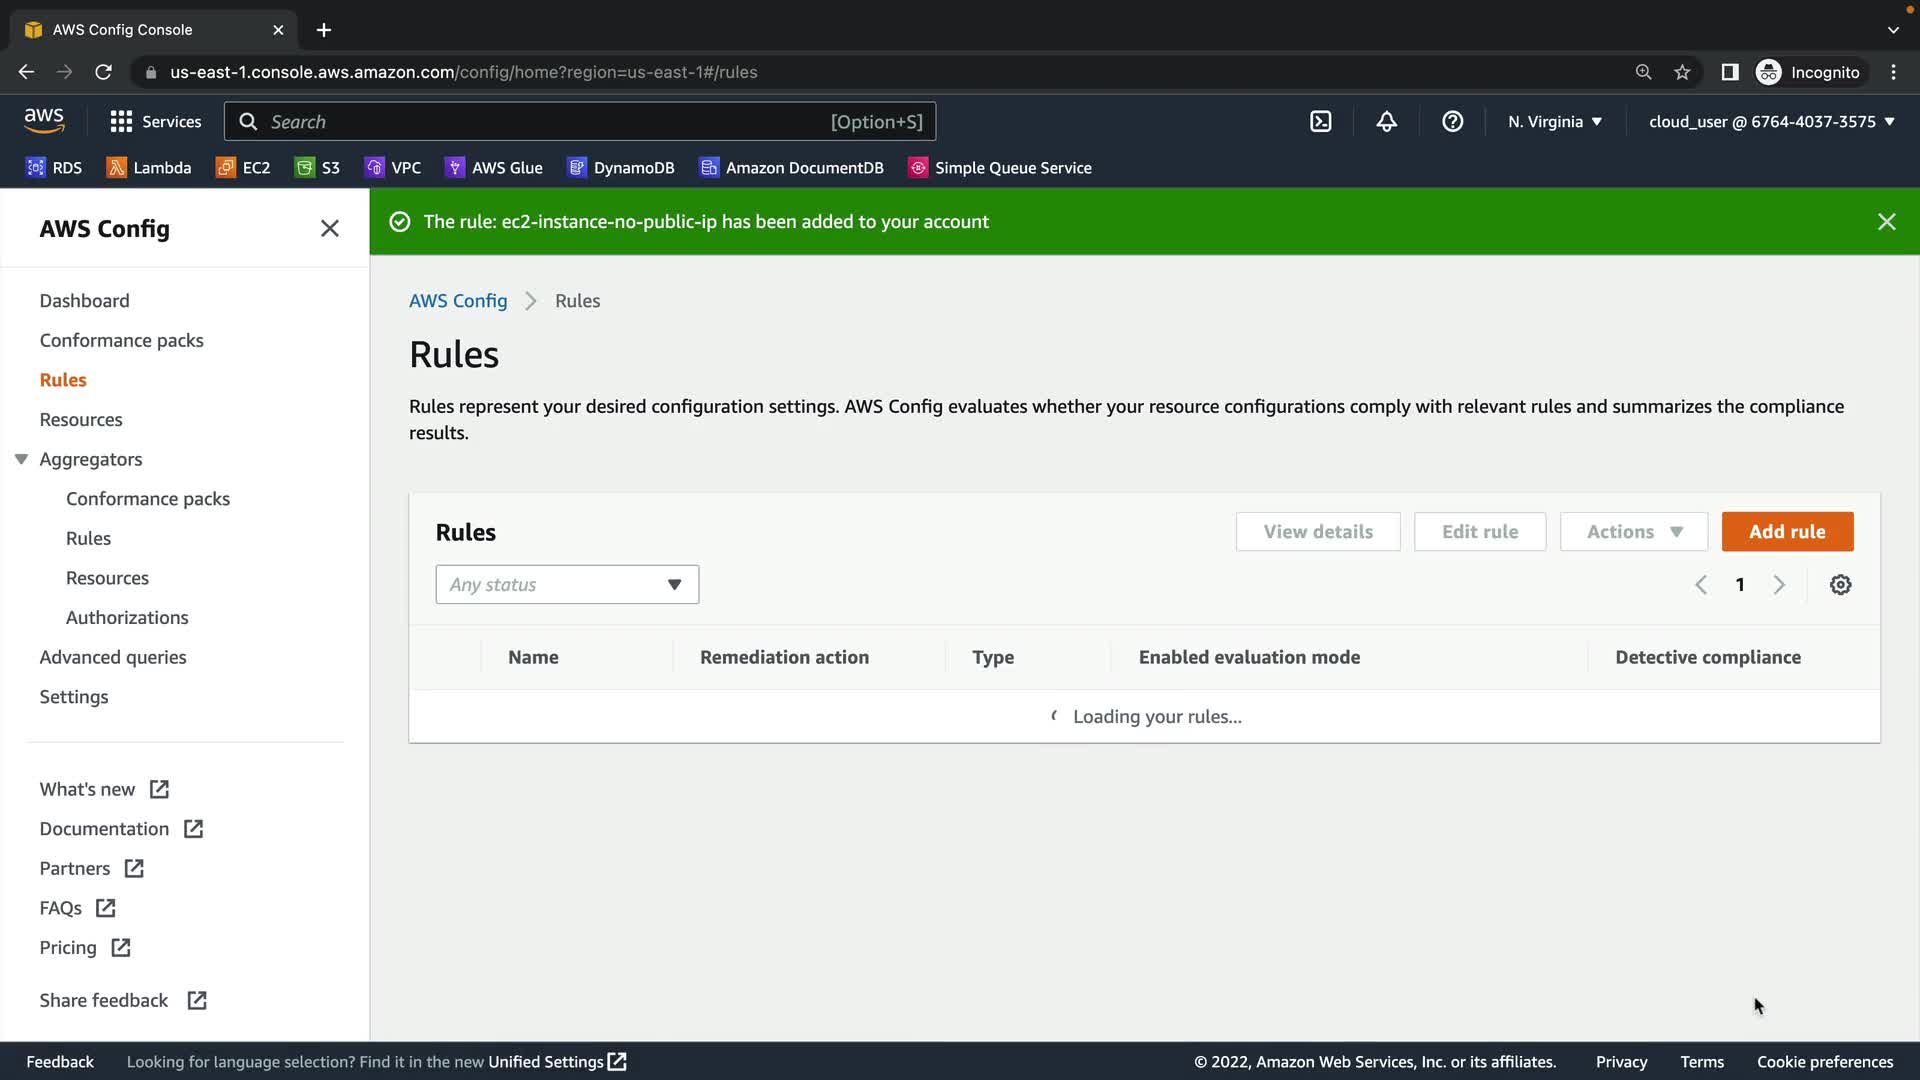 AWS Config Console
us-east-1.console.aws.amazon.com/config/home?region=us-east-1#/rules
Incognito
aws
Services
Search
[Option+S]
N. Virginia
cloud_user @ 6764-4037-3575
RDS
Lambda
EC2
S3
VPC
AWS Glue
DynamoDB
Amazon DocumentDB
Simple Queue Service
AWS Config
Dashboard
Conformance packs
Rules
Resources
Aggregators
Conformance packs
Rules
Resources
Authorizations
Advanced queries
Settings
What's new
Documentation
Partners
FAQs
Pricing
Share feedback
The rule: ec2-instance-no-public-ip has been added to your account
AWS Config
Rules
Rules
Rules represent your desired configuration settings. AWS Config evaluates whether your resource configurations comply with relevant rules and summarizes the compliance
results.
Rules
View details
Edit rule
Actions
Add rule
Any status
1
Name
Remediation action
Type
Enabled evaluation mode
Detective compliance
Loading your rules...
Feedback
Looking for language selection? Find it in the new Unified Settings
© 2022, Amazon Web Services, Inc. or its affiliates.
Privacy
Terms
Cookie preferences